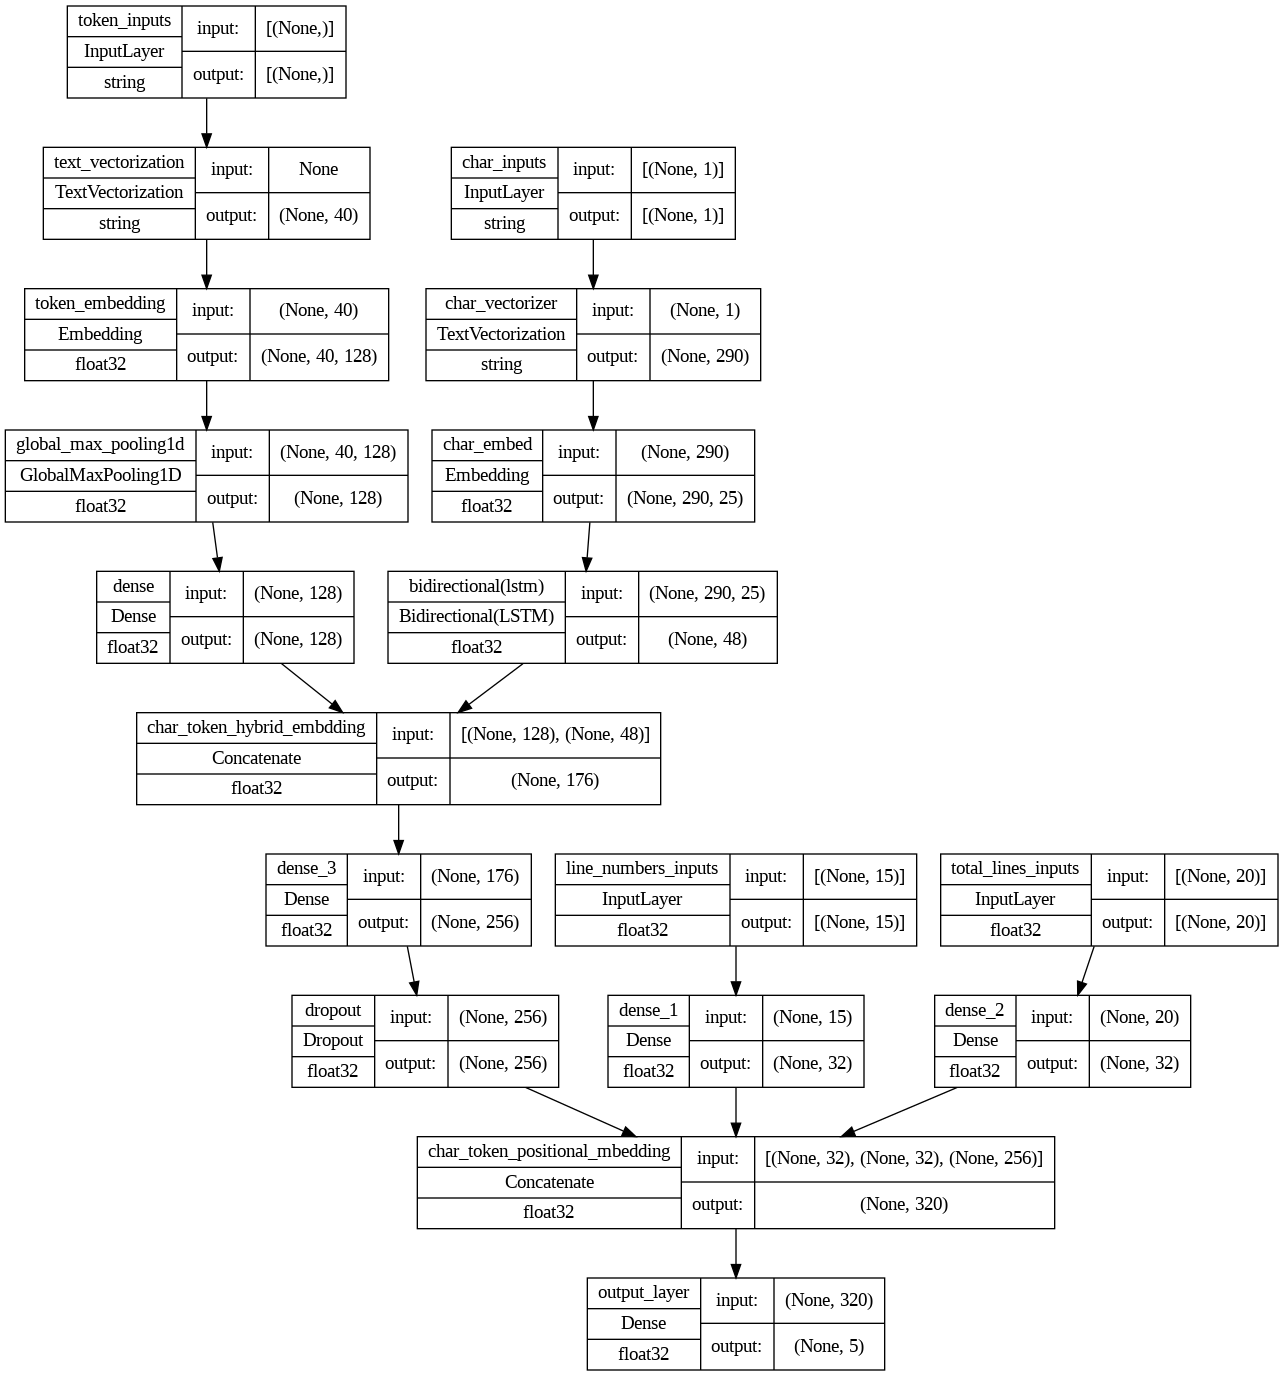 token_inputs
InputLayer
string
input:
[(None,)]
output:
[(None,)]
text_vectorization
TextVectorization
string
input:
None
output:
(None, 40)
char_inputs
InputLayer
string
input:
[(None, 1)]
output:
[(None, 1)]
token_embedding
Embedding
float32
input:
(None, 40)
output:
(None, 40, 128)
char_vectorizer
TextVectorization
string
input:
(None, 1)
output:
(None, 290)
global_max_pooling1d
GlobalMaxPooling1D
float32
input:
(None, 40, 128)
output:
(None, 128)
char_embed
Embedding
float32
input:
(None, 290)
output:
(None, 290, 25)
dense
Dense
float32
input:
(None, 128)
output:
(None, 128)
bidirectional(lstm)
Bidirectional(LSTM)
float32
input:
(None, 290, 25)
output:
(None, 48)
char_token_hybrid_embdding
Concatenate
float32
input:
[(None, 128), (None, 48)]
output:
(None, 176)
dense_3
Dense
float32
input:
(None, 176)
output:
(None, 256)
line_numbers_inputs
InputLayer
float32
input:
[(None, 15)]
output:
[(None, 15)]
total_lines_inputs
InputLayer
float32
input:
[(None, 20)]
output:
[(None, 20)]
dropout
Dropout
float32
input:
(None, 256)
output:
(None, 256)
dense_1
Dense
float32
input:
(None, 15)
output:
(None, 32)
dense_2
Dense
float32
input:
(None, 20)
output:
(None, 32)
char_token_positional_mbedding
Concatenate
float32
input:
[(None, 32), (None, 32), (None, 256)]
output:
(None, 320)
output_layer
Dense
float32
input:
(None, 320)
output:
(None, 5)